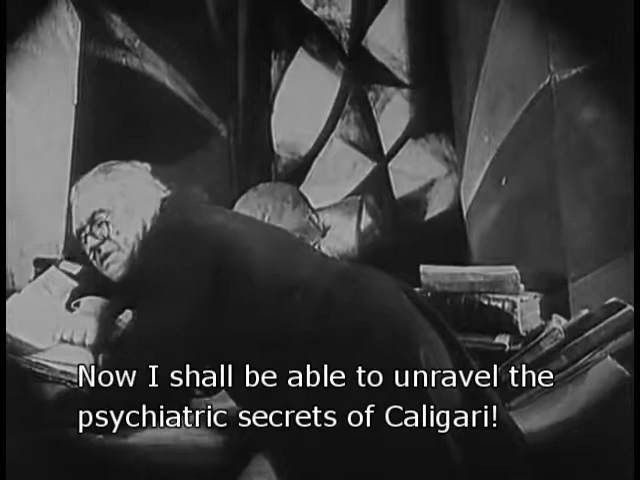 Now I shall be able to unravel the
psychiatric secrets of Caligari!